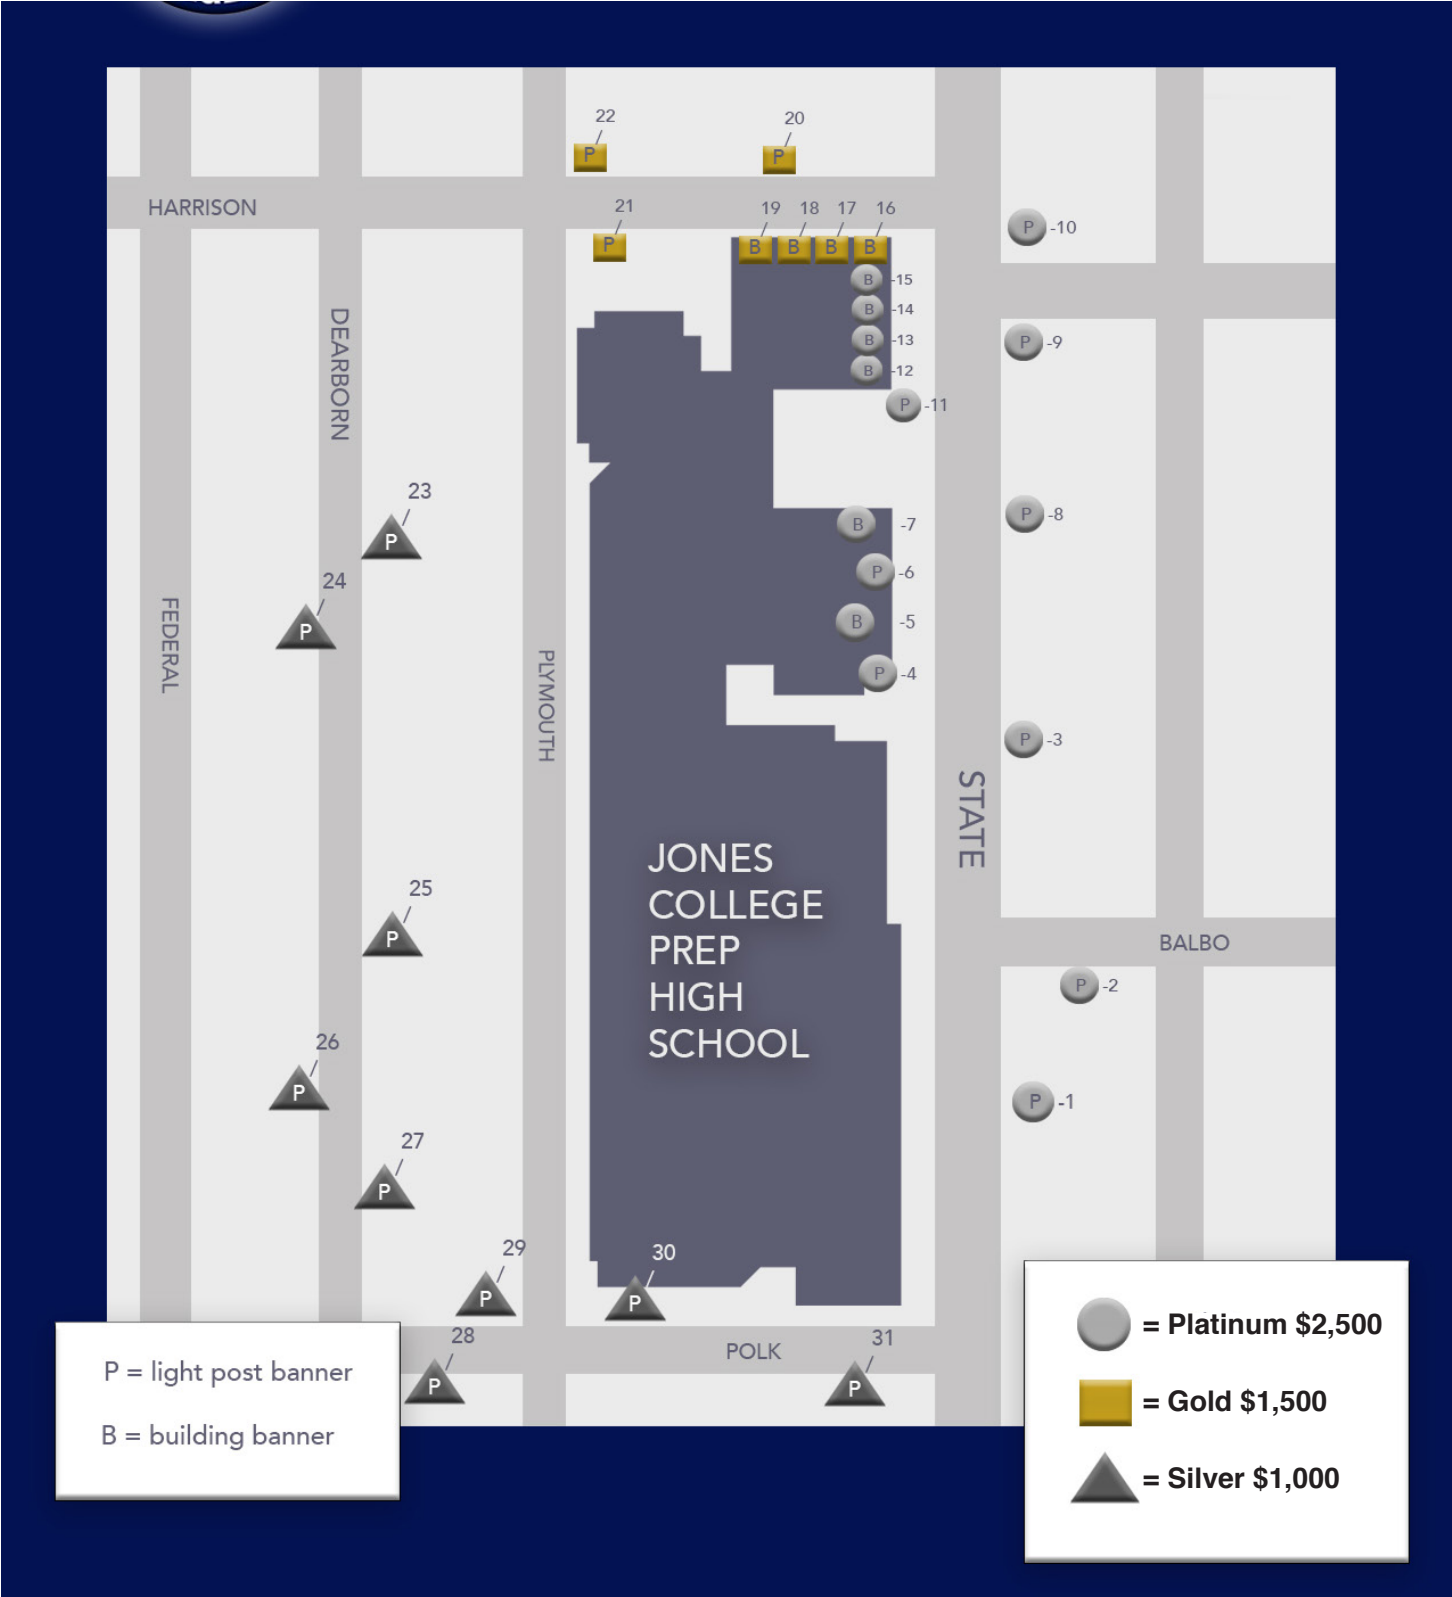 22
P
20
P
HARRISON
21
P
19
18
17
16
B
B
B
B
P
-10
B
-15
B
-14
B
-13
B
-12
P
-9
P
-11
DEARBORN
23
P
B
-7
P
-8
P
-6
24
P
B
-5
FEDERAL
P
-4
PLYMOUTH
P
-3
STATE
JONES
COLLEGE
PREP
HIGH
SCHOOL
25
P
BALBO
P
-2
26
P
P
-1
27
P
29
P
30
P
28
P
POLK
31
P
P = light post banner
B = building banner
= Platinum $2,500
= Gold $1,500
= Silver $1,000